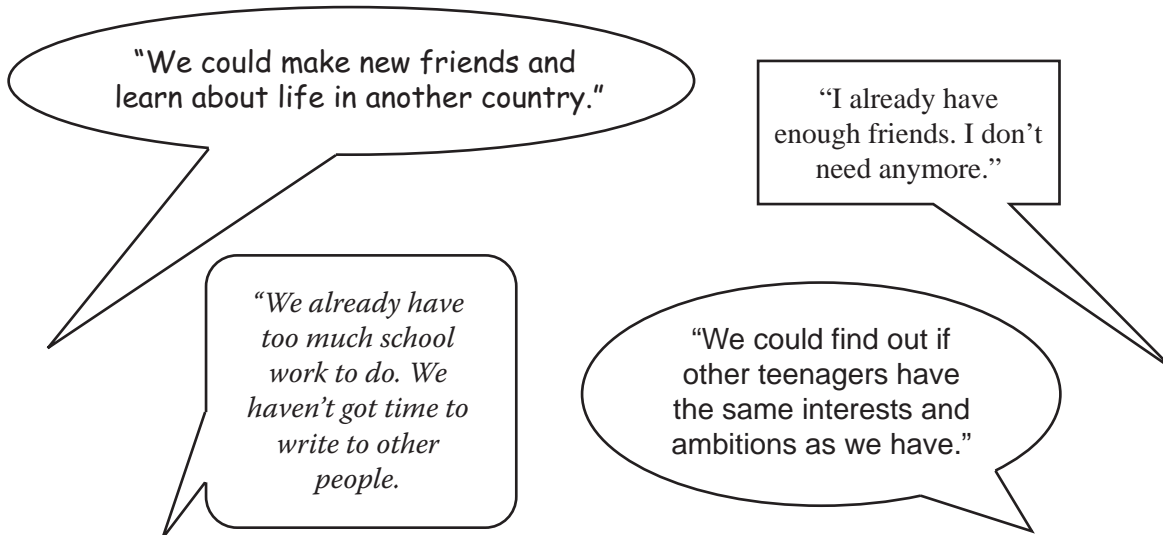 "We could make new friends and
learn about life in another country."
“I already have
enough friends. I don’t
need anymore.”
“We already have
too much school
work to do. We
haven’t got time to
write to other
people.
“We could find out if
other teenagers have
the same interests and
ambitions as we have.”